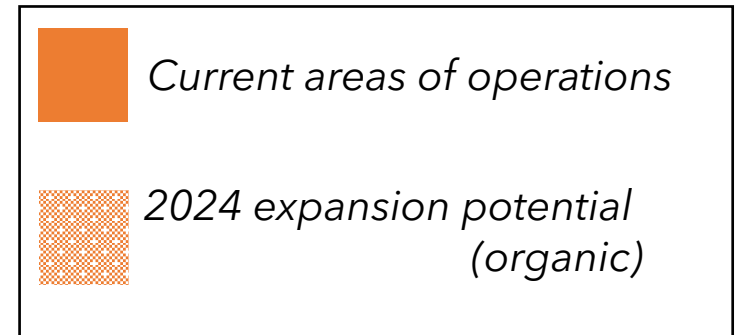 Current areas of operations
2024 expansion potential
(organic)